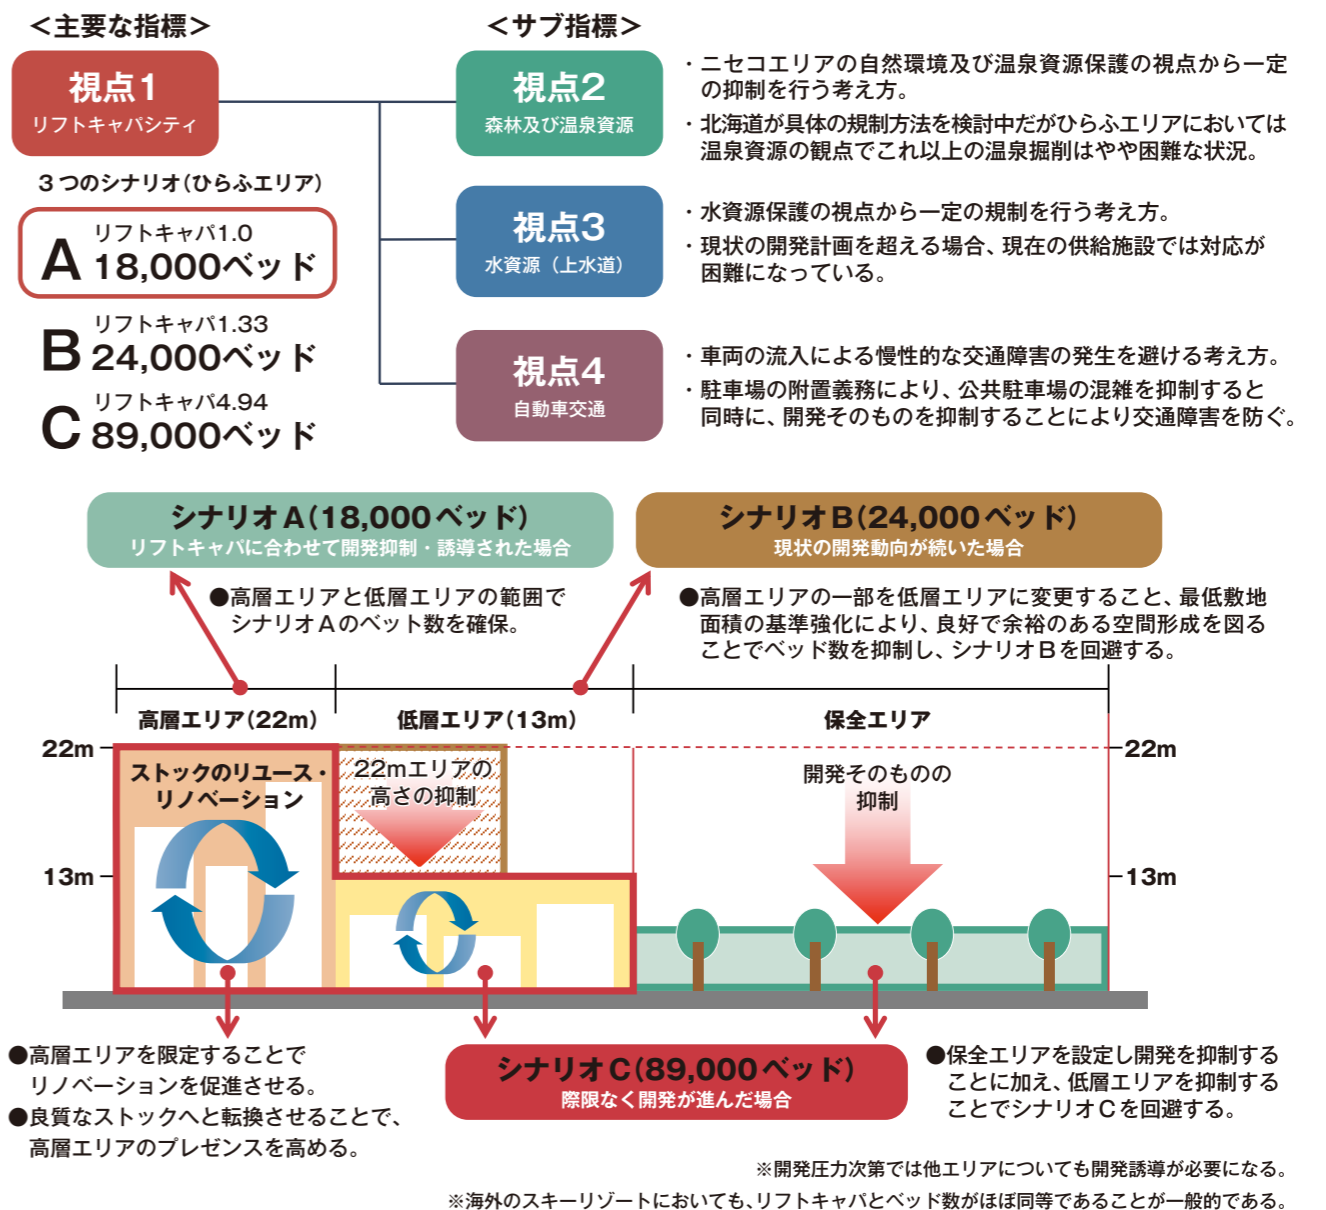 ＜主要な指標＞
＜サブ指標＞
視点1
リフトキャパシティ
3つのシナリオ（ひらふエリア）
A
リフトキャパ1.0
18,000ベッド
B
リフトキャパ1.33
24,000ベッド
C
リフトキャパ4.94
89,000ベッド
視点2
森林及び温泉資源
・ニセコエリアの自然環境及び温泉資源保護の視点から一定
の抑制を行う考え方。
・北海道が具体の規制方法を検討中だがひらふエリアにおいては
温泉資源の観点でこれ以上の温泉掘削はやや困難な状況。
視点3
水資源（上水道）
・水資源保護の視点から一定の規制を行う考え方。
・現状の開発計画を超える場合、現在の供給施設では対応が
困難になっている。
視点4
自動車交通
・車両の流入による慢性的な交通障害の発生を避ける考え方。
・駐車場の附置義務により、公共駐車場の混雑を抑制すると
同時に、開発そのものを抑制することにより交通障害を防ぐ。
シナリオA（18,000ベッド）
リフトキャパに合わせて開発抑制・誘導された場合
シナリオB（24,000ベッド）
現状の開発動向が続いた場合
●高層エリアと低層エリアの範囲で
シナリオAのベット数を確保。
●高層エリアの一部を低層エリアに変更すること、最低敷地
面積の基準強化により、良好で余裕のある空間形成を図る
ことでベッド数を抑制し、シナリオBを回避する。
高層エリア（22m）
低層エリア（13m）
保全エリア
22m
22m
ストックのリユース・
リノベーション
22mエリアの
高さの抑制
開発そのものの
抑制
13m
13m
●高層エリアを限定することで
リノベーションを促進させる。
●良質なストックへと転換させることで、
高層エリアのプレゼンスを高める。
シナリオC（89,000ベッド）
際限なく開発が進んだ場合
●保全エリアを設定し開発を抑制する
ことに加え、低層エリアを抑制する
ことでシナリオCを回避する。
※開発圧力次第では他エリアについても開発誘導が必要になる。
※海外のスキーリゾートにおいても、リフトキャパとベッド数がほぼ同等であることが一般的である。